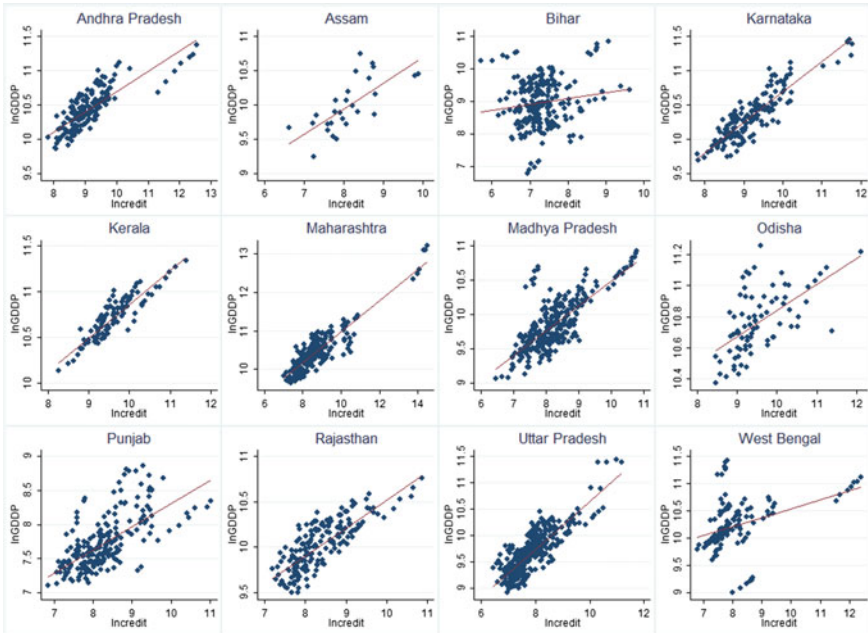 Andhra Pradesh
11.5
11
10.5
10
9.5
lnGDDP
8 9 10 11 12 13
lncredit
Assam
11
10.5
10
9.5
9
lnGDDP
6 7 8 9 10
lncredit
Bihar
11
10
9
8
7
lnGDDP
6 7 8 9 10
lncredit
Karnataka
11.5
11
10.5
10
9.5
lnGDDP
8 9 10 11 12
lncredit
Kerala
11.5
11
10.5
10
lnGDDP
8 9 10 11 12
lncredit
Maharashtra
13
12
11
10
lnGDDP
6 8 10 12 14
lncredit
Madhya Pradesh
11
10.5
10
9.5
9
lnGDDP
6 7 8 9 10 11
lncredit
Odisha
11.2
11
10.8
10.6
10.4
lnGDDP
8 9 10 11 12
lncredit
Punjab
9
8.5
8
7.5
7
lnGDDP
7 8 9 10 11
lncredit
Rajasthan
11
10.5
10
9.5
lnGDDP
7 8 9 10 11
lncredit
Uttar Pradesh
11.5
11
10.5
10
9.5
9
lnGDDP
6 8 10 12
lncredit
West Bengal
11.5
11
10.5
10
9.5
9
lnGDDP
7 8 9 10 11 12
lncredit